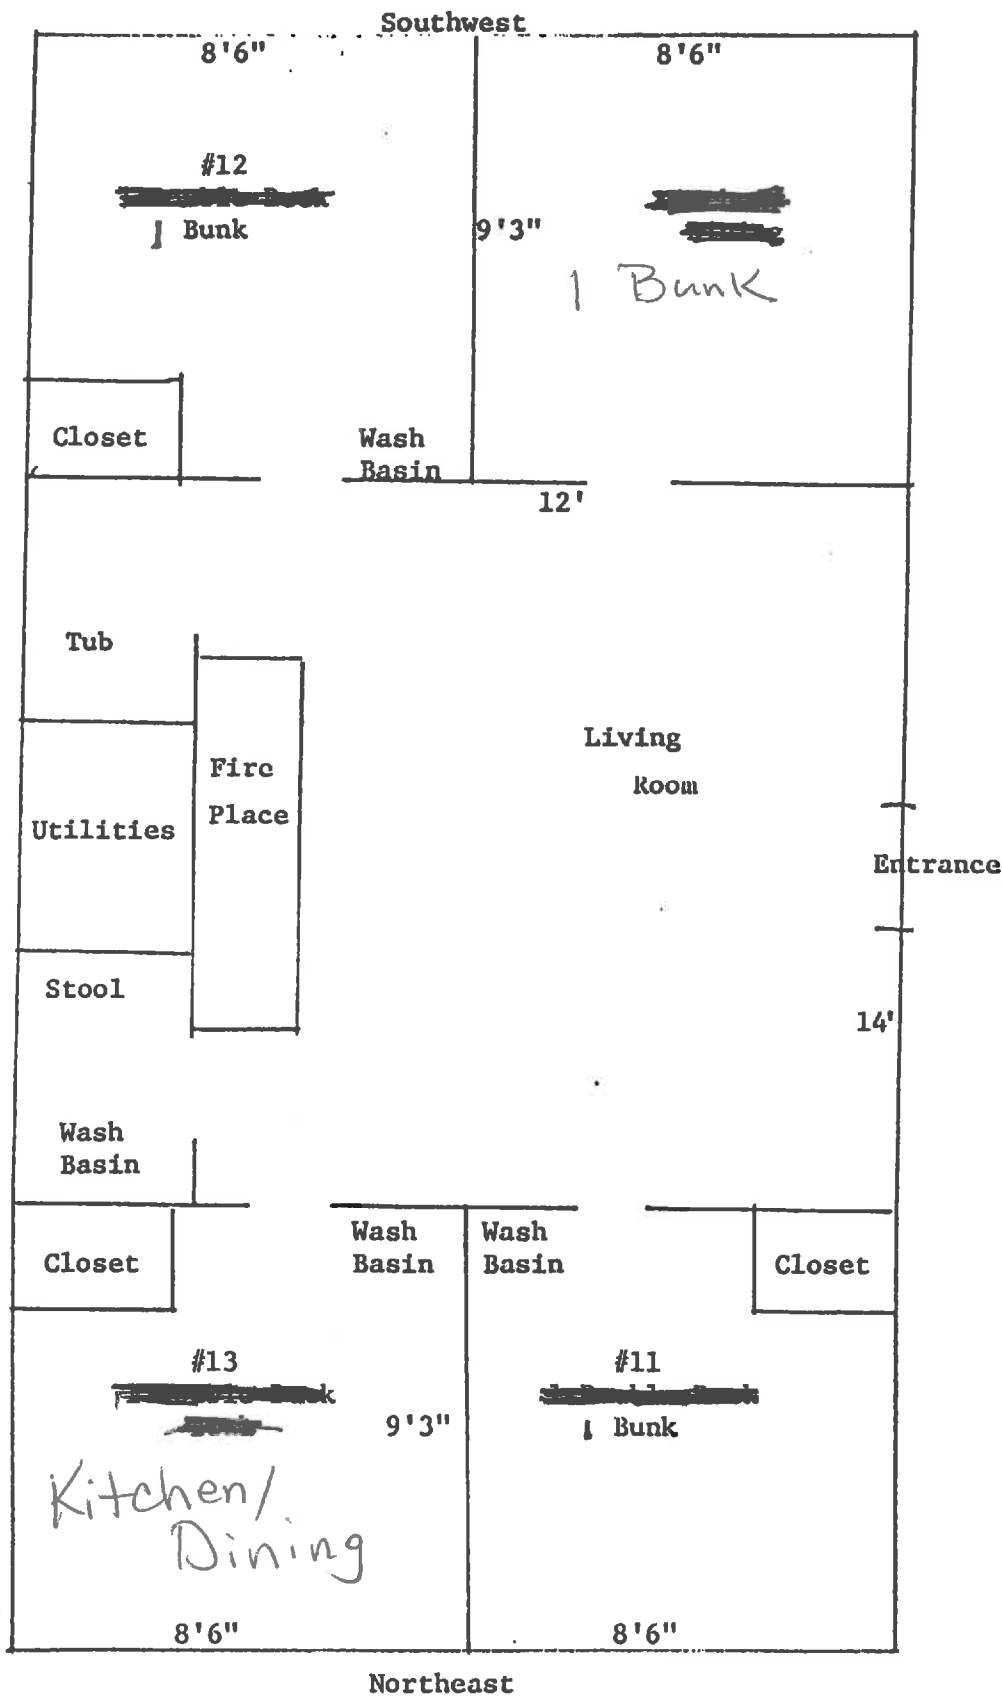 Southwest
8'6"
8'6"
#12
1 Bunk
9'3"
1 Bunk
Closet
Wash
Basin
12'
Tub
Living
Room
Fire
Place
Utilities
Entrance
Stool
14'
Wash
Basin
Closet
Wash
Basin
Wash
Basin
Closet
#13
#11
9'3"
1 Bunk
Kitchen/
Dining
8'6"
8'6"
Northeast